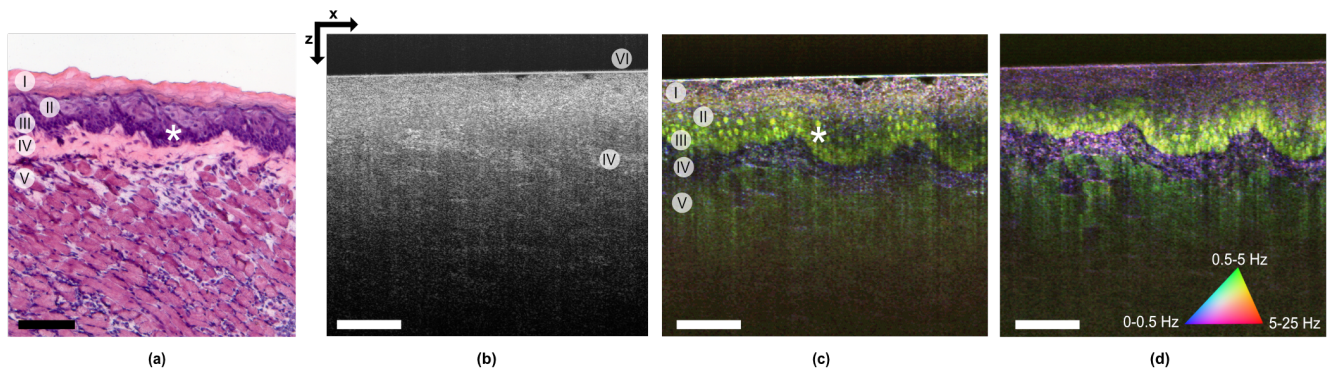 x
z
I
II
III
IV
V
VI
IV
I
II
*
III
IV
V
*
0.5-5 Hz
0-0.5 Hz
5-25 Hz
(a)
(b)
(c)
(d)